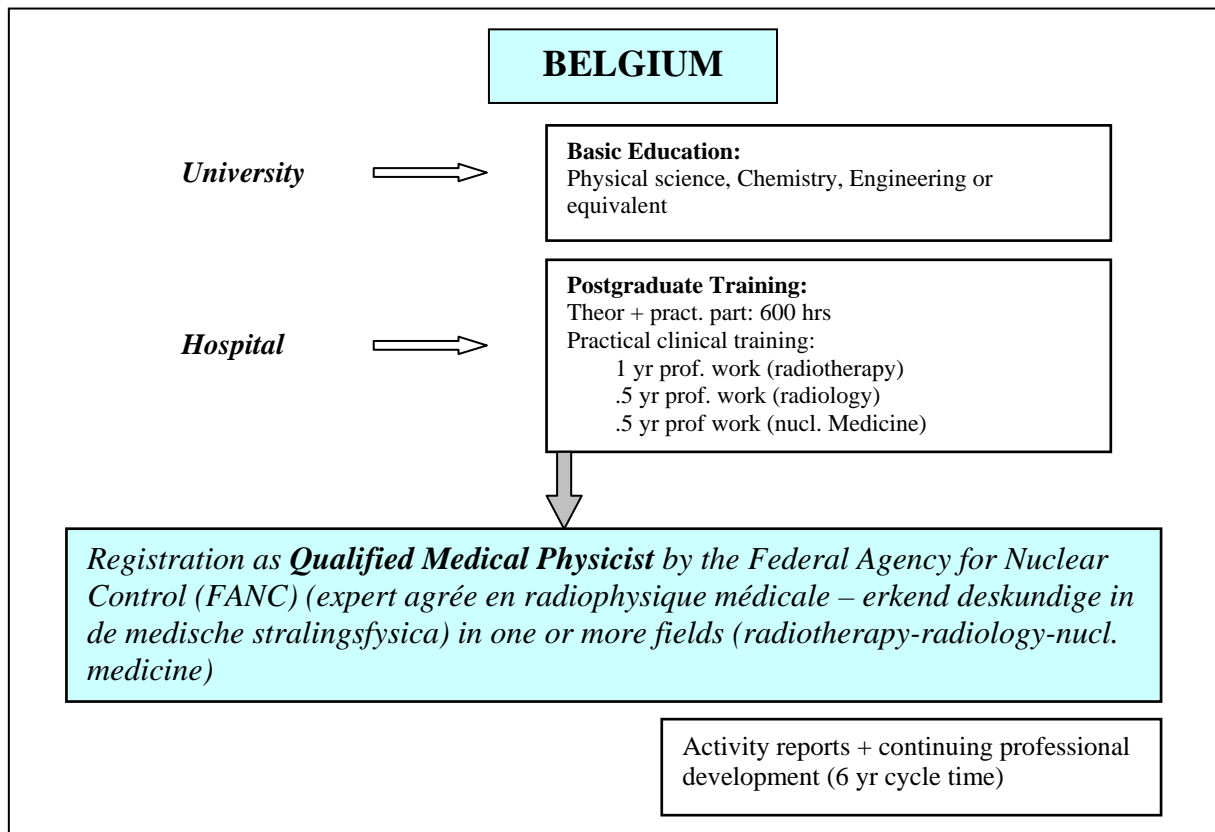 BELGIUM
University
Basic Education:
Physical science, Chemistry, Engineering or
equivalent
Hospital
Postgraduate Training:
Theor + pract. part: 600 hrs
Practical clinical training:
1 yr prof. work (radiotherapy)
.5 yr prof. work (radiology)
.5 yr prof work (nucl. Medicine)
Registration as Qualified Medical Physicist by the Federal Agency for Nuclear
Control (FANC) (expert agrée en radiophysique médicale – erkend deskundige in
de medische stralingsfysica) in one or more fields (radiotherapy-radiology-nucl.
medicine)
Activity reports + continuing professional
development (6 yr cycle time)